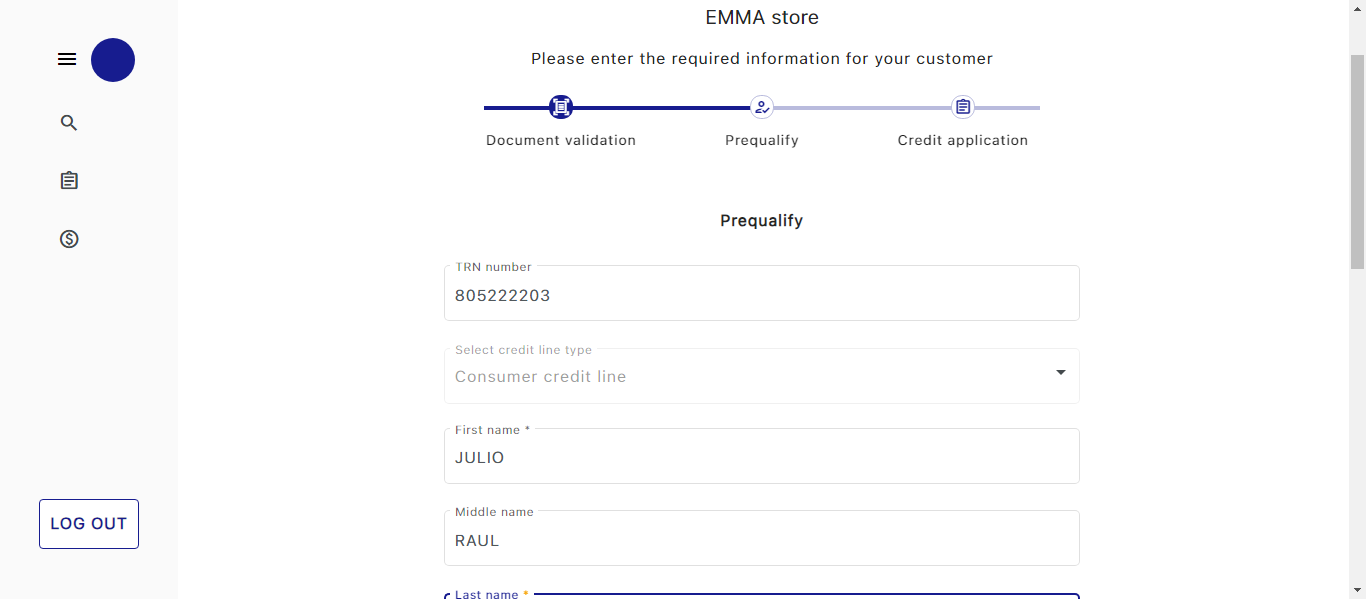 EMMA store
Please enter the required information for your customer
Document validation
Prequalify
Credit application
Prequalify
TRN number
805222203
Select credit line type
Consumer credit line
First name *
JULIO
Middle name
RAUL
Last name *
LOG OUT